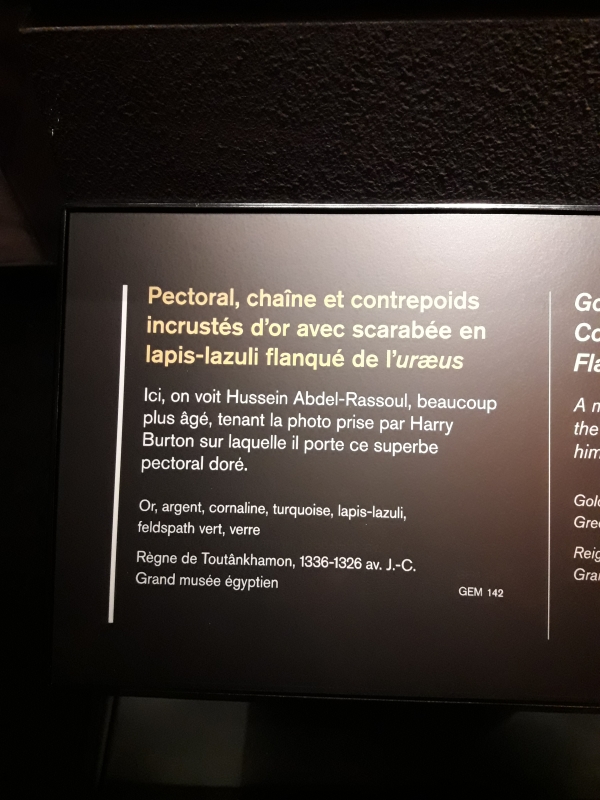 Pectoral, chaîne et contrepoids
incrustés d'or avec scarabée en
lapis-lazuli flanqué de l'uræus
Ici, on voit Hussein Abdel-Rassoul, beaucoup
plus âgé, tenant la photo prise par Harry
Burton sur laquelle il porte ce superbe
pectoral doré.
Or, argent, cornaline, turquoise, lapis-lazuli,
feldspath vert, verre
Règne de Toutânkhamon, 1336-1326 av. J.-C.
Grand musée égyptien
GEM 142
A
the
him